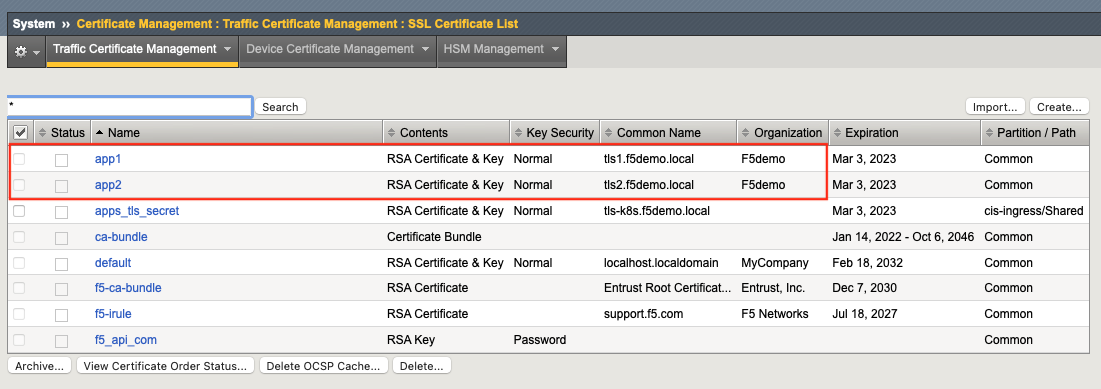 System ›› Certificate Management : Traffic Certificate Management : SSL Certificate List
Traffic Certificate Management Device Certificate Management HSM Management
* Search Import... Create...
Status Name Contents Key Security Common Name Organization Expiration Partition / Path
app1 RSA Certificate & Key Normal tls1.f5demo.local F5demo Mar 3, 2023 Common
app2 RSA Certificate & Key Normal tls2.f5demo.local F5demo Mar 3, 2023 Common
apps_tls_secret RSA Certificate & Key Normal tls-k8s.f5demo.local Mar 3, 2023 cis-ingress/Shared
ca-bundle Certificate Bundle Jan 14, 2022 - Oct 6, 2046 Common
default RSA Certificate & Key Normal localhost.localdomain MyCompany Feb 18, 2032 Common
f5-ca-bundle RSA Certificate Entrust Root Certificat... Entrust, Inc. Dec 7, 2030 Common
f5-irule RSA Certificate support.f5.com F5 Networks Jul 18, 2027 Common
f5_api_com RSA Key Password Common
Archive... View Certificate Order Status... Delete OCSP Cache... Delete...